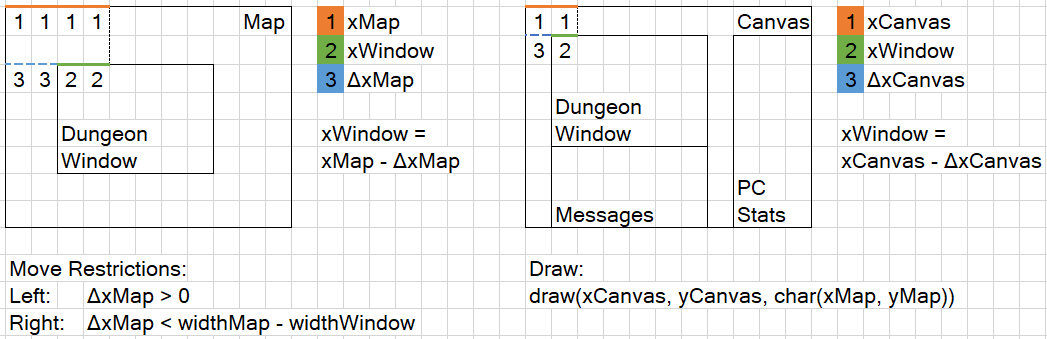 1 1 1 1 Map 1 xMap
2 xWindow
3 3 2 2 3 ΔxMap
Dungeon xWindow =
Window xMap - ΔxMap
1 1 Canvas 1 xCanvas
3 2 2 xWindow
3 ΔxCanvas
Dungeon
Window xWindow =
xCanvas - ΔxCanvas
PC
Messages Stats
Move Restrictions:
Left: ΔxMap > 0
Right: ΔxMap < widthMap - widthWindow
Draw:
draw(xCanvas, yCanvas, char(xMap, yMap))